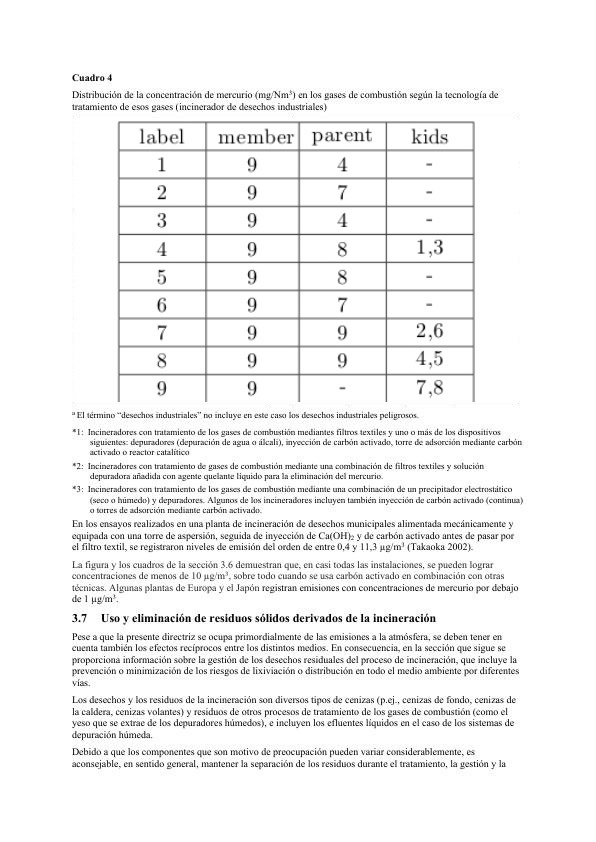 Cuadro 4
Distribución de la concentración de mercurio (mg/Nm³) en los gases de combustión según la tecnología de
tratamiento de esos gases (incinerador de desechos industriales)
label member parent kids
1 9 4 -
2 9 7 -
3 9 4 -
4 9 8 1,3
5 9 8 -
6 9 7 -
7 9 9 2,6
8 9 9 4,5
9 9 - 7,8
ª El término “desechos industriales” no incluye en este caso los desechos industriales peligrosos.
*1: Incineradores con tratamiento de los gases de combustión mediantes filtros textiles y uno o más de los dispositivos
siguientes: depuradores (depuración de agua o álcali), inyección de carbón activado, torre de adsorción mediante carbón
activado o reactor catalítico
*2: Incineradores con tratamiento de gases de combustión mediante una combinación de filtros textiles y solución
depuradora añadida con agente quelante líquido para la eliminación del mercurio.
*3: Incineradores con tratamiento de los gases de combustión mediante una combinación de un precipitador electrostático
(seco o húmedo) y depuradores. Algunos de los incineradores incluyen también inyección de carbón activado (continua)
o torres de adsorción mediante carbón activado.
En los ensayos realizados en una planta de incineración de desechos municipales alimentada mecánicamente y
equipada con una torre de aspersión, seguida de inyección de Ca(OH)₂ y de carbón activado antes de pasar por
el filtro textil, se registraron niveles de emisión del orden de entre 0,4 y 11,3 µg/m³ (Takaoka 2002).
La figura y los cuadros de la sección 3.6 demuestran que, en casi todas las instalaciones, se pueden lograr
concentraciones de menos de 10 µg/m³, sobre todo cuando se usa carbón activado en combinación con otras
técnicas. Algunas plantas de Europa y el Japón registran emisiones con concentraciones de mercurio por debajo
de 1 µg/m³.
3.7 Uso y eliminación de residuos sólidos derivados de la incineración
Pese a que la presente directriz se ocupa primordialmente de las emisiones a la atmósfera, se deben tener en
cuenta también los efectos recíprocos entre los distintos medios. En consecuencia, en la sección que sigue se
proporciona información sobre la gestión de los desechos residuales del proceso de incineración, que incluye la
prevención o minimización de los riesgos de lixiviación o distribución en todo el medio ambiente por diferentes
vías.
Los desechos y los residuos de la incineración son diversos tipos de cenizas (p.ej., cenizas de fondo, cenizas de
la caldera, cenizas volantes) y residuos de otros procesos de tratamiento de los gases de combustión (como el
yeso que se extrae de los depuradores húmedos), e incluyen los efluentes líquidos en el caso de los sistemas de
depuración húmeda.
Debido a que los componentes que son motivo de preocupación pueden variar considerablemente, es
aconsejable, en sentido general, mantener la separación de los residuos durante el tratamiento, la gestión y la